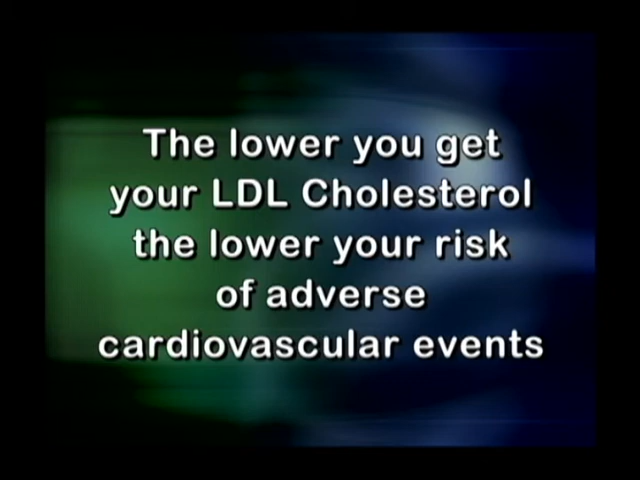 The lower you get
your LDL Cholesterol
the lower your risk
of adverse
cardiovascular events